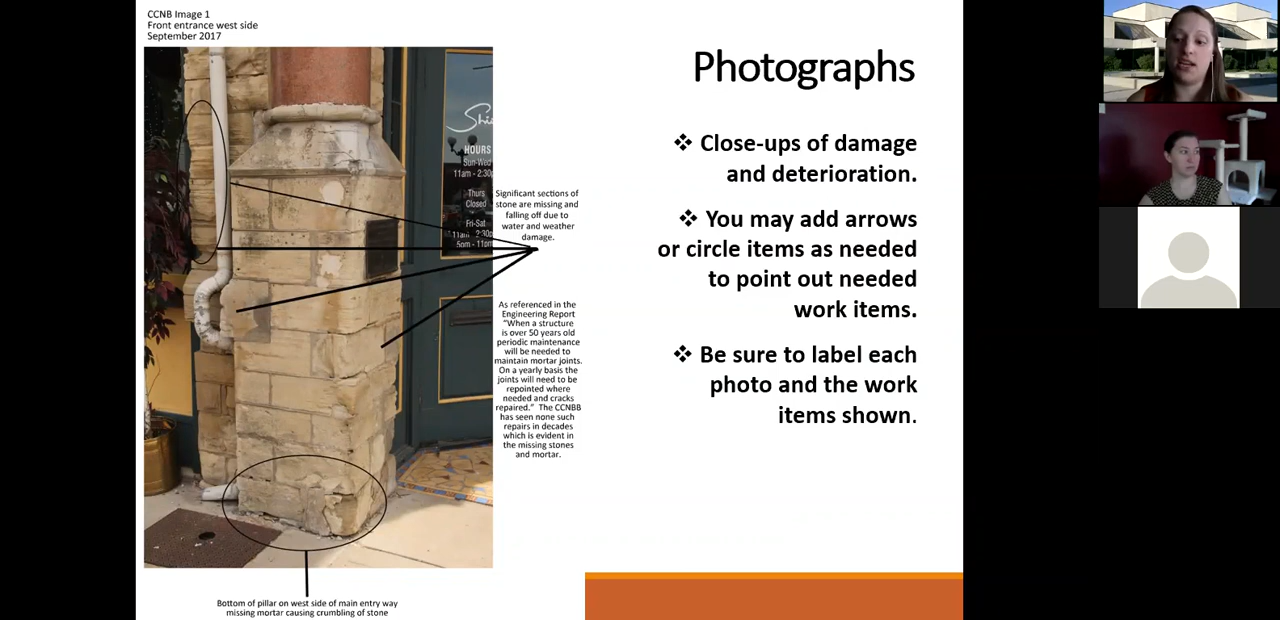 CCNB Image 1
Front entrance west side
September 2017
HOURS
Sun-Wed
11am - 2:30p
Thurs
Closed
Fri-Sat
11am - 2:30p
5pm - 11pm
Significant sections of
stone are missing and
falling off due to
water and weather
damage.
As referenced in the
Engineering Report
“When a structure
is over 50 years old
periodic maintenance
will be needed to
maintain mortar joints.
On a yearly basis the
joints will need to be
repointed where
needed and cracks
repaired.” The CCNBB
has seen none such
repairs in decades
which is evident in
the missing stones
and mortar.
Bottom of pillar on west side of main entry way
missing mortar causing crumbling of stone
Photographs
❖ Close-ups of damage
and deterioration.
❖ You may add arrows
or circle items as needed
to point out needed
work items.
❖ Be sure to label each
photo and the work
items shown.